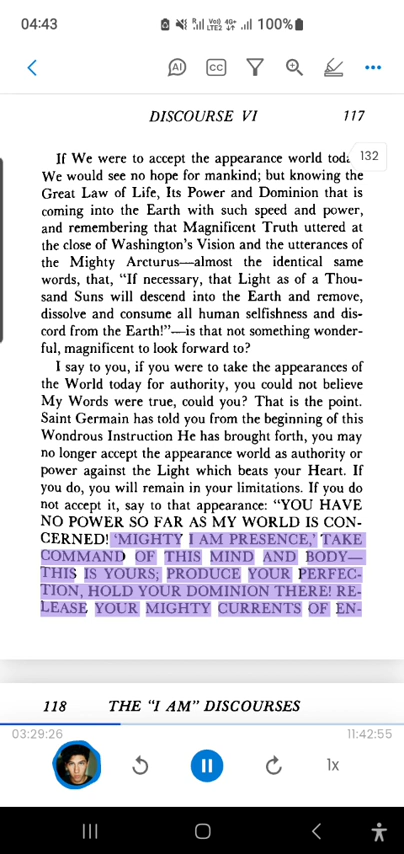 04:43
Vo)) 4G+
R LTE2 100%
AI CC
DISCOURSE VI 117
132
If We were to accept the appearance world toda
We would see no hope for mankind; but knowing the
Great Law of Life, Its Power and Dominion that is
coming into the Earth with such speed and power,
and remembering that Magnificent Truth uttered at
the close of Washington's Vision and the utterances of
the Mighty Arcturus—almost the identical same
words, that, “If necessary, that Light as of a Thou-
sand Suns will descend into the Earth and remove,
dissolve and consume all human selfishness and dis-
cord from the Earth!”—is that not something wonder-
ful, magnificent to look forward to?
I say to you, if you were to take the appearances of
the World today for authority, you could not believe
My Words were true, could you? That is the point.
Saint Germain has told you from the beginning of this
Wondrous Instruction He has brought forth, you may
no longer accept the appearance world as authority or
power against the Light which beats your Heart. If
you do, you will remain in your limitations. If you do
not accept it, say to that appearance: “YOU HAVE
NO POWER SO FAR AS MY WORLD IS CON-
CERNED! ‘MIGHTY I AM PRESENCE,’ TAKE
COMMAND OF THIS MIND AND BODY—
THIS IS YOURS; PRODUCE YOUR PERFEC-
TION, HOLD YOUR DOMINION THERE! RE-
LEASE YOUR MIGHTY CURRENTS OF EN-
118 THE “I AM” DISCOURSES
03:29:26 11:42:55
1x